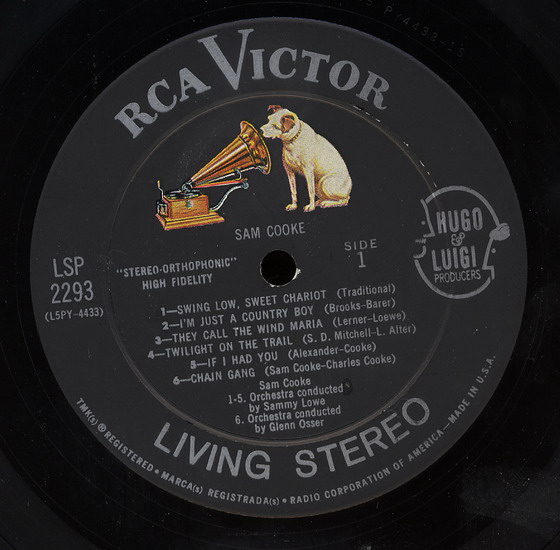 RCA VICTOR
SAM COOKE
"STEREO-ORTHOPHONIC"
HIGH FIDELITY
SIDE
1
LSP
2293
(L5PY-4433)
HUGO
&
LUIGI
PRODUCERS
1—SWING LOW, SWEET CHARIOT (Traditional)
2—I'M JUST A COUNTRY BOY (Brooks-Barer)
3—THEY CALL THE WIND MARIA (Lerner-Loewe)
4—TWILIGHT ON THE TRAIL (S. D. Mitchell-L. Alter)
5—IF I HAD YOU (Alexander-Cooke)
6—CHAIN GANG (Sam Cooke-Charles Cooke)
Sam Cooke
1-5. Orchestra conducted
by Sammy Lowe
6. Orchestra conducted
by Glenn Osser
LIVING STEREO
TMK(s) ® REGISTERED • MARCA(s) REGISTRADA(s) • RADIO CORPORATION OF AMERICA—MADE IN U.S.A.